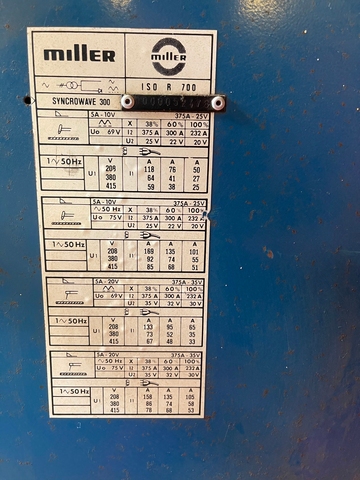 miller
ISO R 700
SYNCROWAVE 300
5A-10V 375A-25V
X 38% 60% 100%
Uo 69V I2 375A 300A 232A
U2 25V 22V 20V
1∿50Hz U1 V I1 A A A
208 118 76 50
380 64 41 27
415 59 38 25
5A-10V 375A-25V
∿50 Hz X 38% 60% 100%
Uo 75V I2 375A 300A 232A
U2 25V 22V 20V
1∿50Hz U1 V I1 A A A
208 169 135 101
380 92 74 55
415 85 68 51
5A-20V 375A-35V
X 38% 60% 100%
Uo 69V I2 375A 300A 232A
U2 35V 32V 30V
1∿50Hz U1 V I1 A A A
208 133 95 65
380 73 52 35
415 67 48 33
5A-20V 375A-35V
∿50 Hz X 38% 60% 100%
Uo 75V I2 375A 300A 232A
U2 35V 32V 30V
1∿50Hz U1 V I1 A A A
208 158 135 105
380 86 74 58
415 78 68 53